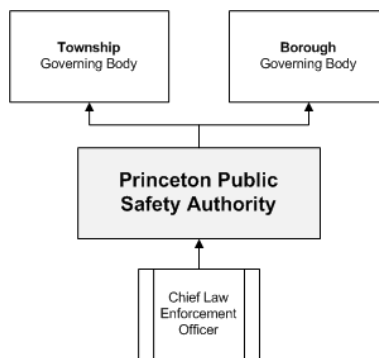 Township
Governing Body
Borough
Governing Body
Princeton Public
Safety Authority
Chief Law
Enforcement
Officer